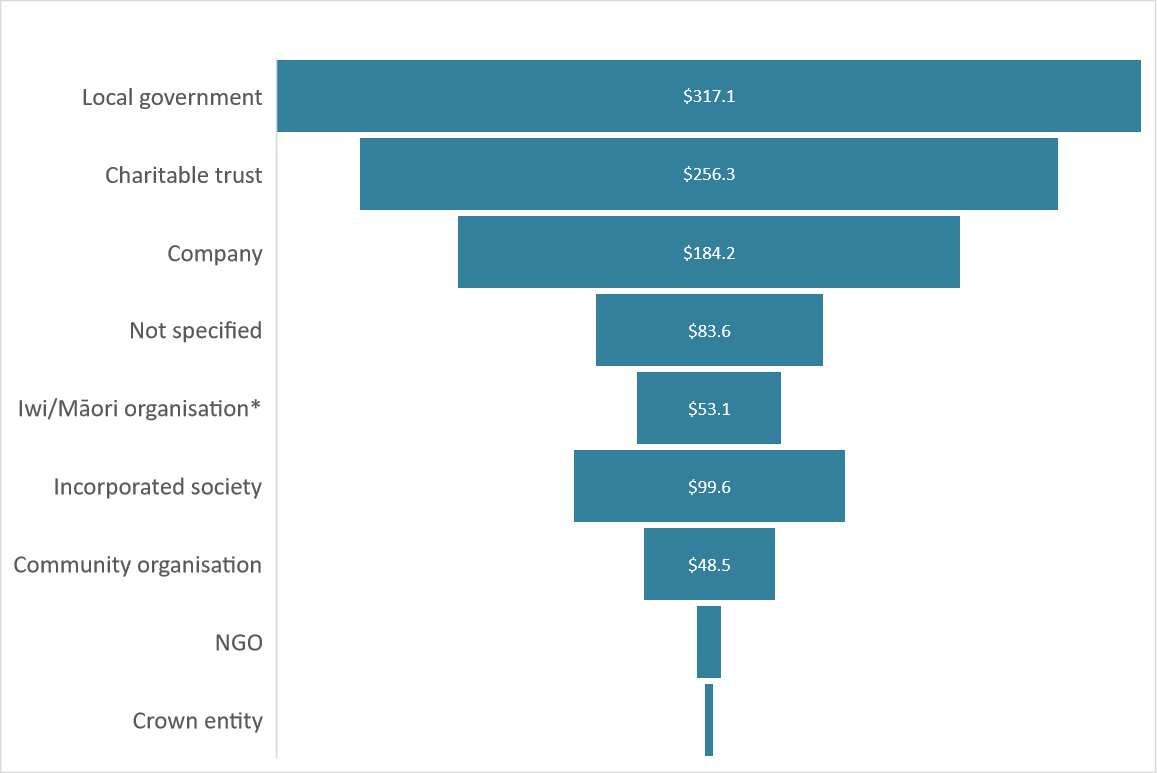 Local government $317.1
Charitable trust $256.3
Company $184.2
Not specified $83.6
Iwi/Māori organisation* $53.1
Incorporated society $99.6
Community organisation $48.5
NGO
Crown entity